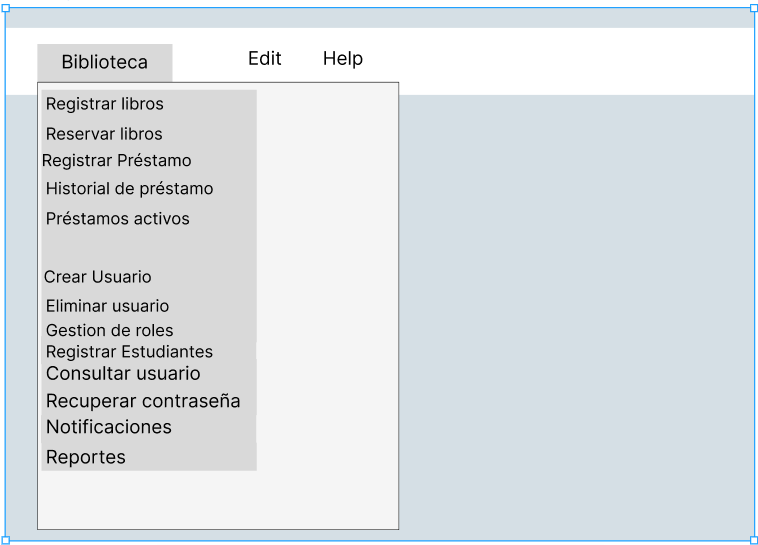 Biblioteca Edit Help
Registrar libros
Reservar libros
Registrar Préstamo
Historial de préstamo
Préstamos activos
Crear Usuario
Eliminar usuario
Gestion de roles
Registrar Estudiantes
Consultar usuario
Recuperar contraseña
Notificaciones
Reportes